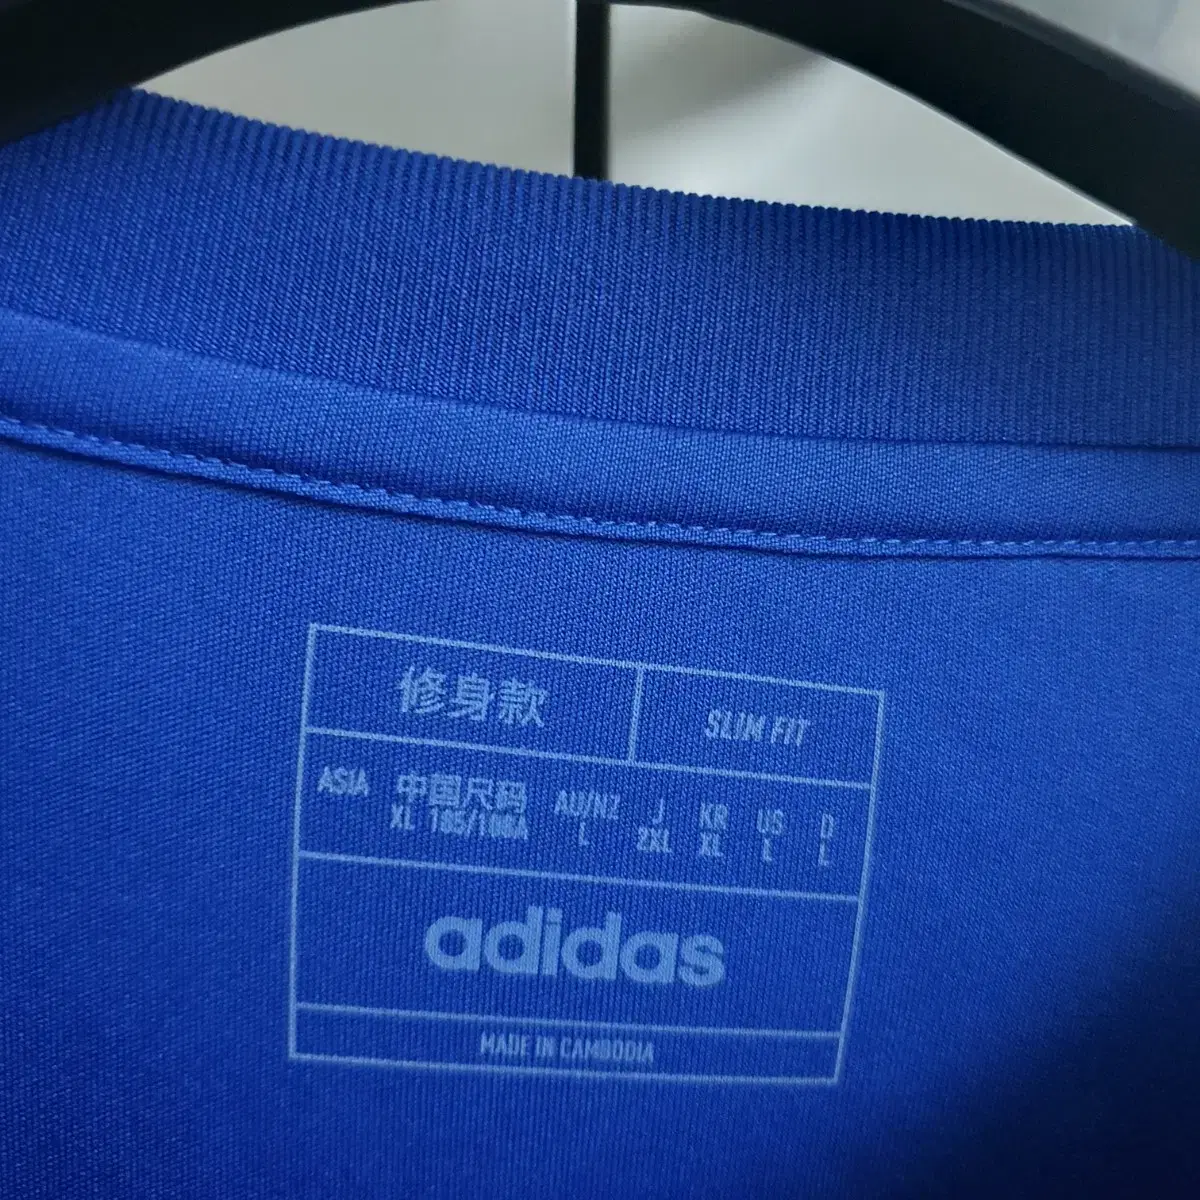 修身款 SLIM FIT
ASIA 中国尺码 AU/NZ J KR US D
XL 185/108A L 2XL XL L L
adidas
MADE IN CAMBODIA